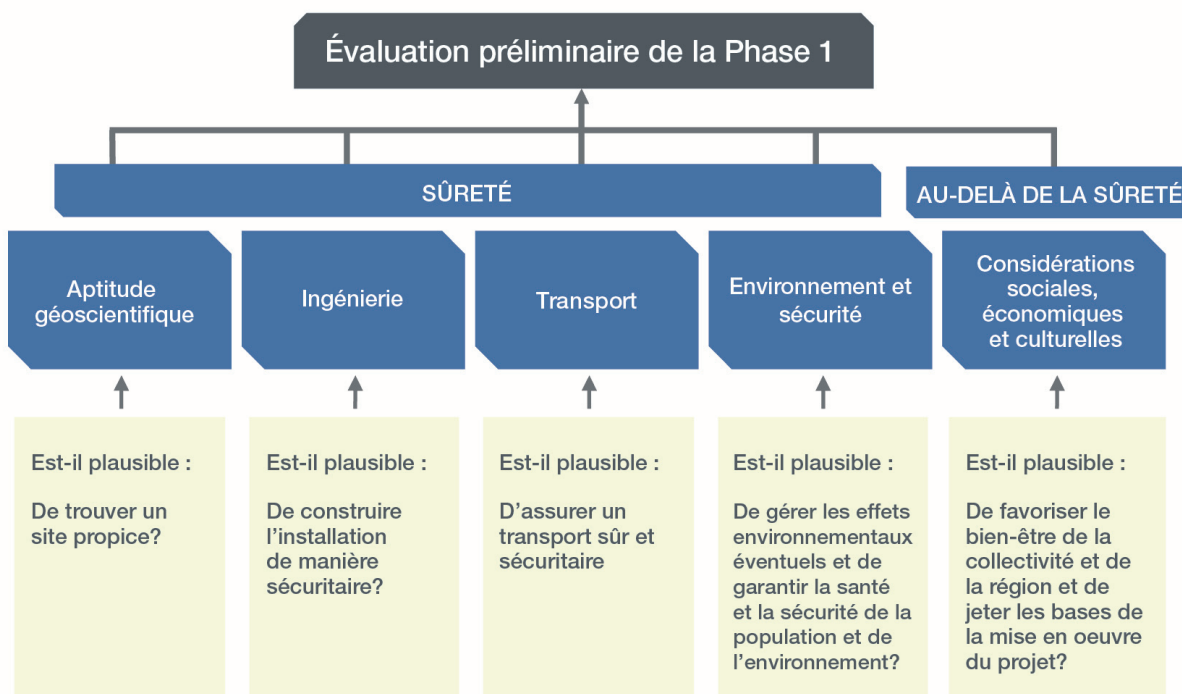 Évaluation préliminaire de la Phase 1
SÛRETÉ
AU-DELÀ DE LA SÛRETÉ
Aptitude
géoscientifique
Ingénierie
Transport
Environnement et
sécurité
Considérations
sociales,
économiques
et culturelles
Est-il plausible :
De trouver un
site propice?
Est-il plausible :
De construire
l'installation
de manière
sécuritaire?
Est-il plausible :
D'assurer un
transport sûr et
sécuritaire
Est-il plausible :
De gérer les effets
environnementaux
éventuels et de
garantir la santé
et la sécurité de la
population et de
l'environnement?
Est-il plausible :
De favoriser le
bien-être de la
collectivité et de
la région et de
jeter les bases de
la mise en oeuvre
du projet?